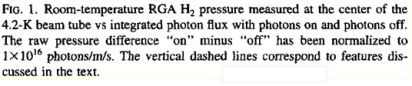 FIG. 1. Room-temperature RGA H₂ pressure measured at the center of the
4.2-K beam tube vs integrated photon flux with photons on and photons off.
The raw pressure difference "on" minus "off" has been normalized to
1×10¹⁶ photons/m/s. The vertical dashed lines correspond to features dis-
cussed in the text.